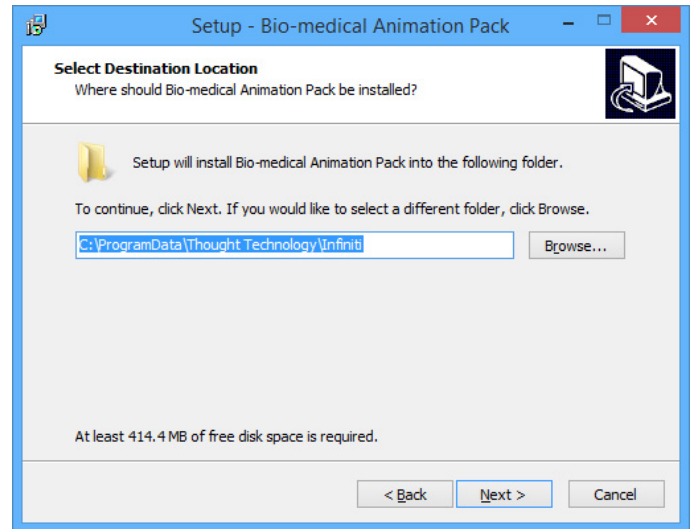 Setup - Bio-medical Animation Pack
Select Destination Location
Where should Bio-medical Animation Pack be installed?
Setup will install Bio-medical Animation Pack into the following folder.
To continue, click Next. If you would like to select a different folder, click Browse.
C:\ProgramData\Thought Technology\Infiniti
Browse...
At least 414.4 MB of free disk space is required.
< Back
Next >
Cancel